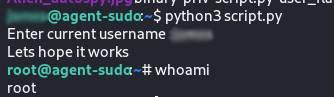 Alien_autospy.jpg
@agent-sudo:~$ python3 script.py
Enter current username
Lets hope it works
root@agent-sudo:~# whoami
root